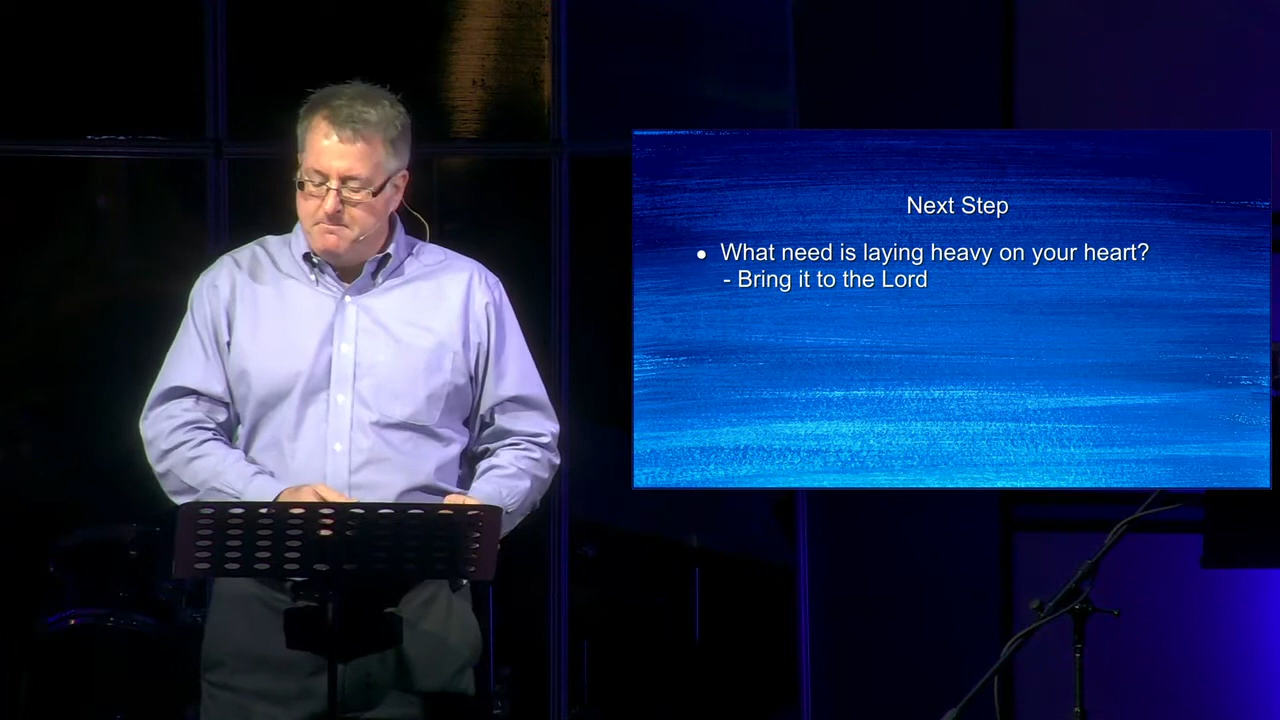 Next Step
• What need is laying heavy on your heart?
- Bring it to the Lord